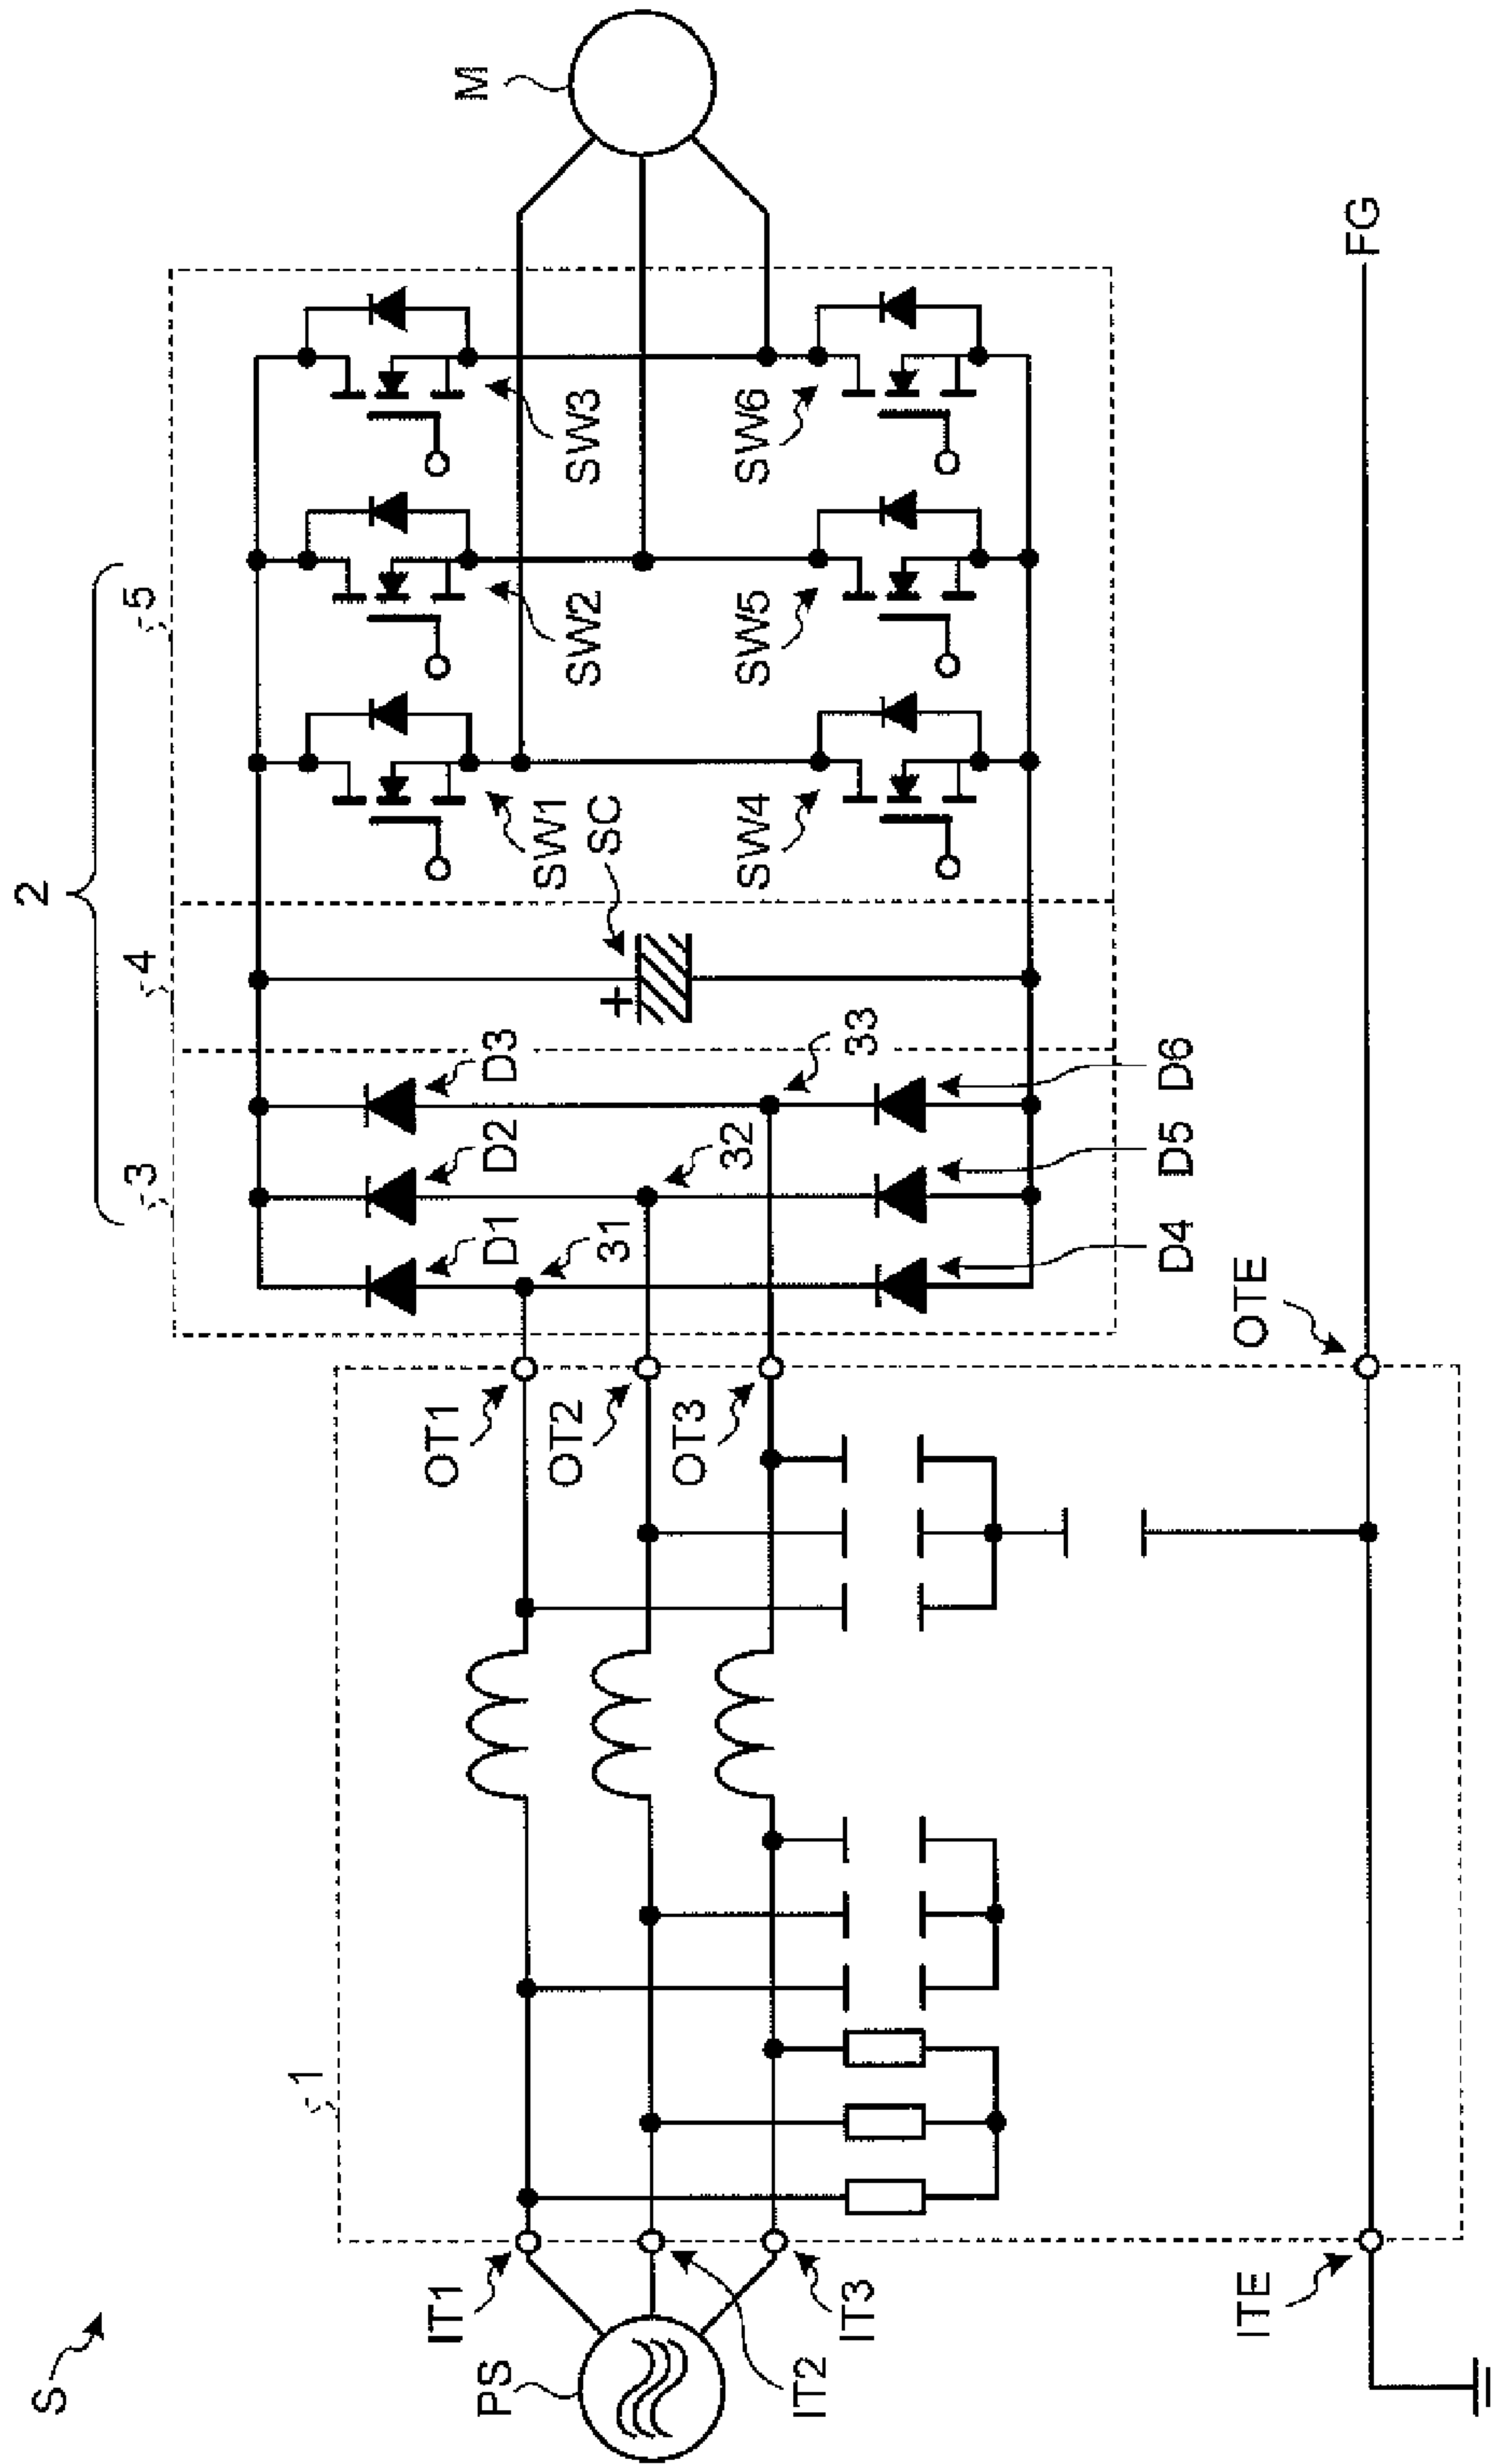 S
2
3
4
5
1
PS
IT1
IT2
IT3
ITE
OT1
OT2
OT3
OTE
31
32
33
D1
D2
D3
D4
D5
D6
+
SC
SW1
SW2
SW3
SW4
SW5
SW6
M
FG